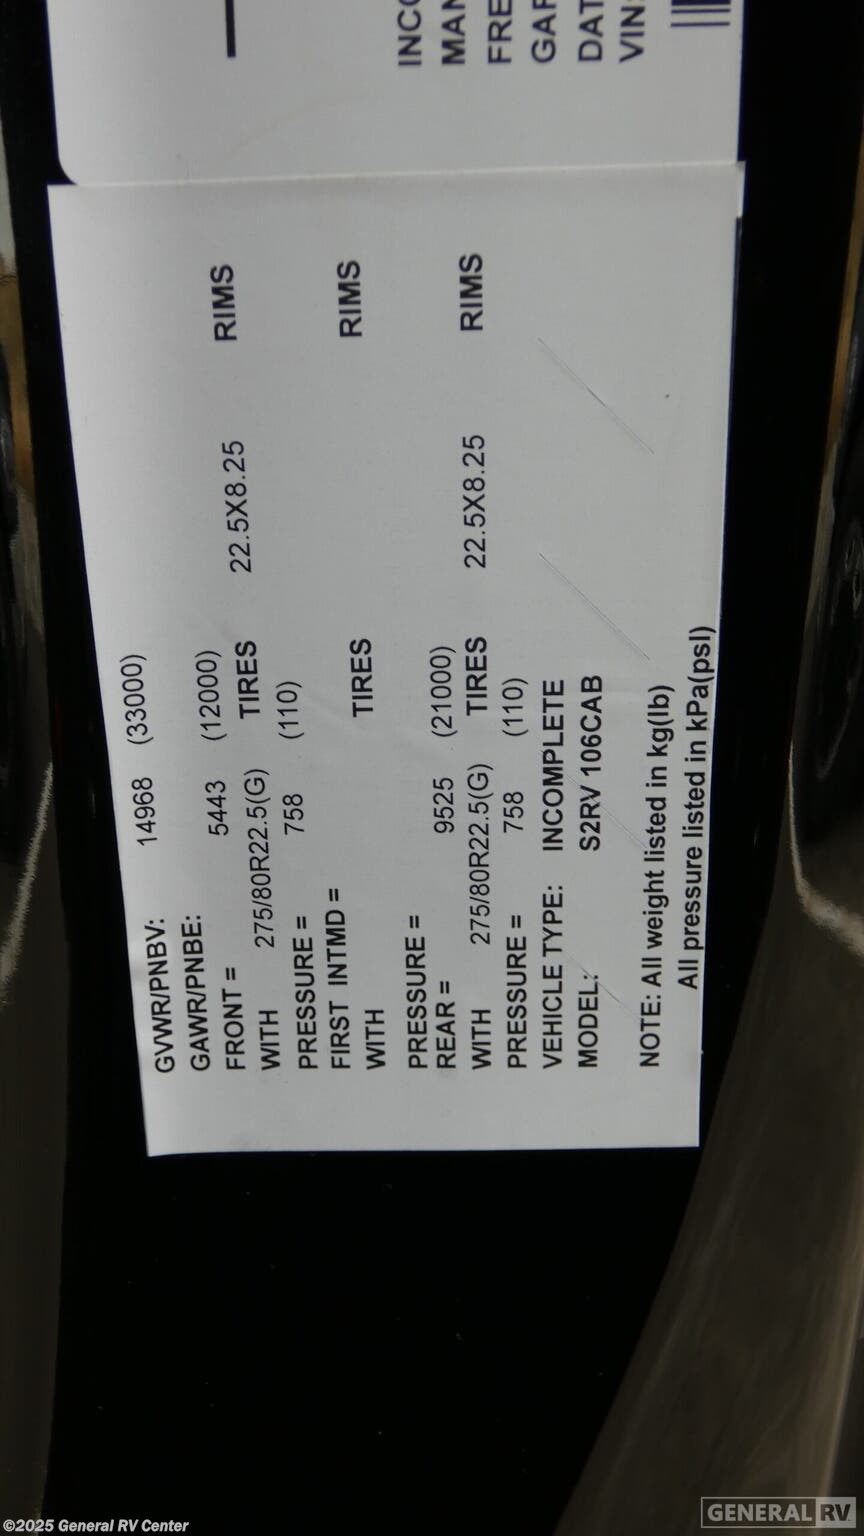 INC
MAN
FRE
GAR
DAT
VIN:
GVWR/PNBV: 14968 (33000)
GAWR/PNBE:
FRONT = 5443 (12000)
WITH 275/80R22.5(G) TIRES 22.5X8.25 RIMS
PRESSURE = 758 (110)
FIRST INTMD =
WITH TIRES RIMS
PRESSURE =
REAR = 9525 (21000)
WITH 275/80R22.5(G) TIRES 22.5X8.25 RIMS
PRESSURE = 758 (110)
VEHICLE TYPE: INCOMPLETE
MODEL: S2RV 106CAB
NOTE: All weight listed in kg(lb)
All pressure listed in kPa(psi)
©2025 General RV Center
GENERAL RV